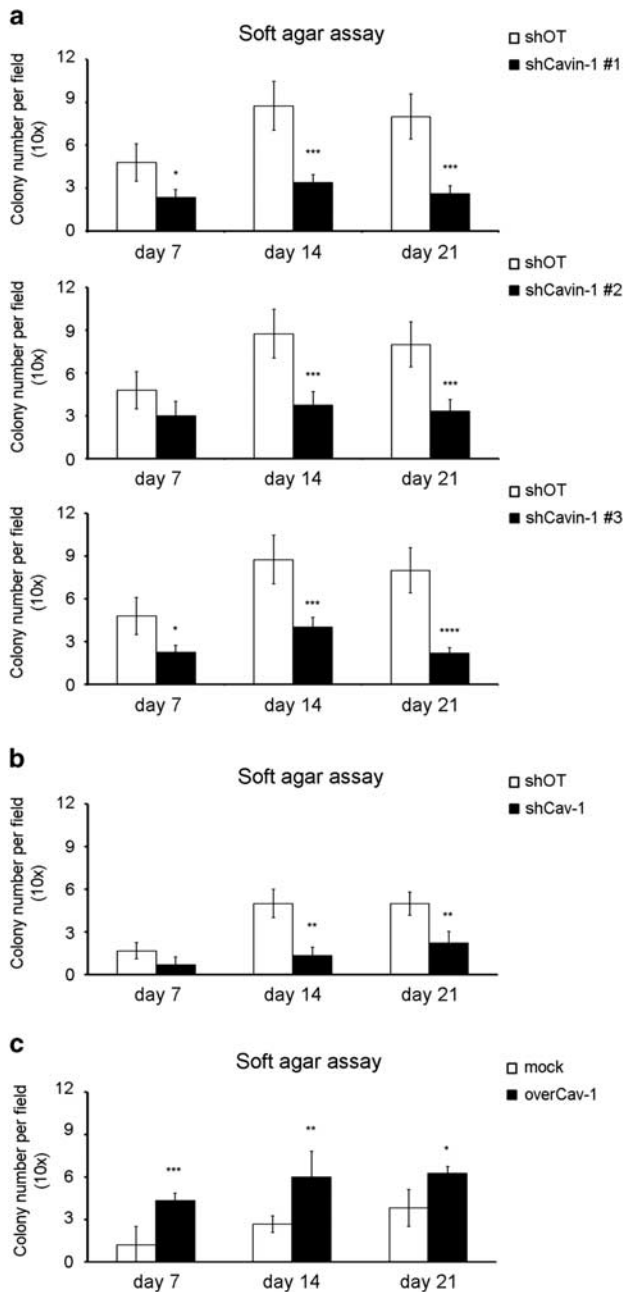 a
Soft agar assay
shOT
shCavin-1 #1
Colony number per field
(10x)
12
9
6
3
0
*
***
***
day 7
day 14
day 21
shOT
shCavin-1 #2
Colony number per field
(10x)
12
9
6
3
0
***
***
day 7
day 14
day 21
shOT
shCavin-1 #3
Colony number per field
(10x)
12
9
6
3
0
*
***
****
day 7
day 14
day 21
b
Soft agar assay
shOT
shCav-1
Colony number per field
(10x)
12
9
6
3
0
**
**
day 7
day 14
day 21
c
Soft agar assay
mock
overCav-1
Colony number per field
(10x)
12
9
6
3
0
***
**
*
day 7
day 14
day 21